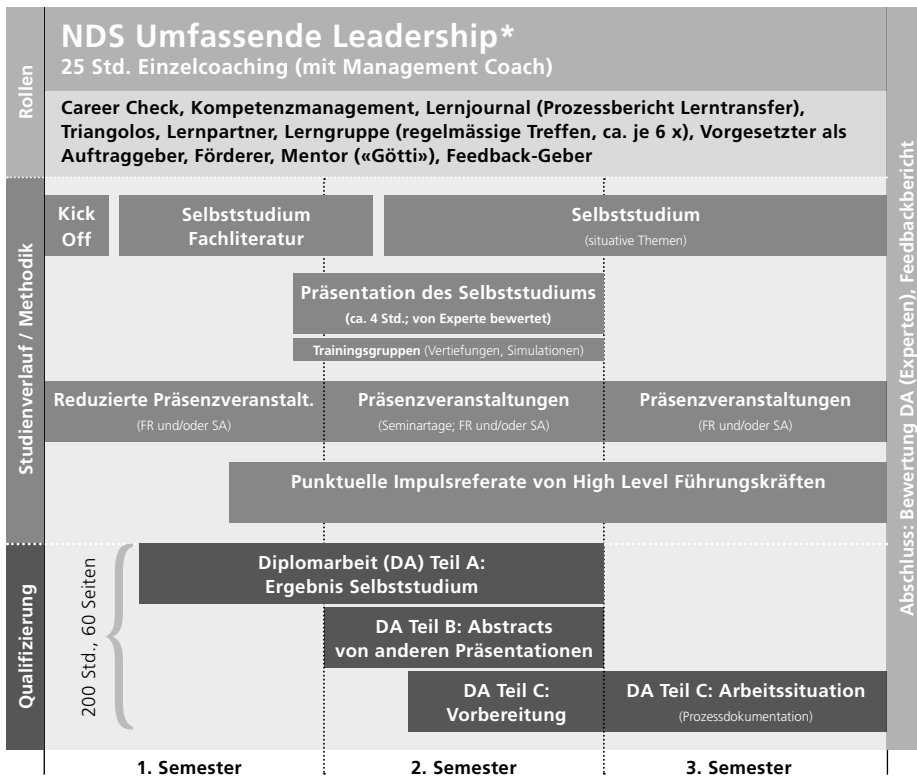 NDS Umfassende Leadership*
25 Std. Einzelcoaching (mit Management Coach)
Rollen
Career Check, Kompetenzmanagement, Lernjournal (Prozessbericht Lerntransfer),
Triangolos, Lernpartner, Lerngruppe (regelmässige Treffen, ca. je 6 x), Vorgesetzter als
Auftraggeber, Förderer, Mentor («Götti»), Feedback-Geber
Studienverlauf / Methodik
Kick
Off
Selbststudium
Fachliteratur
Selbststudium
(situative Themen)
Präsentation des Selbststudiums
(ca. 4 Std.; von Experte bewertet)
Trainingsgruppen (Vertiefungen, Simulationen)
Reduzierte Präsenzveranstalt.
(FR und/oder SA)
Präsenzveranstaltungen
(Seminartage; FR und/oder SA)
Präsenzveranstaltungen
(FR und/oder SA)
Punktuelle Impulsreferate von High Level Führungskräften
Qualifizierung
200 Std., 60 Seiten
Diplomarbeit (DA) Teil A:
Ergebnis Selbststudium
DA Teil B: Abstracts
von anderen Präsentationen
DA Teil C:
Vorbereitung
DA Teil C: Arbeitssituation
(Prozessdokumentation)
1. Semester
2. Semester
3. Semester
Abschluss: Bewertung DA (Experten), Feedbackbericht